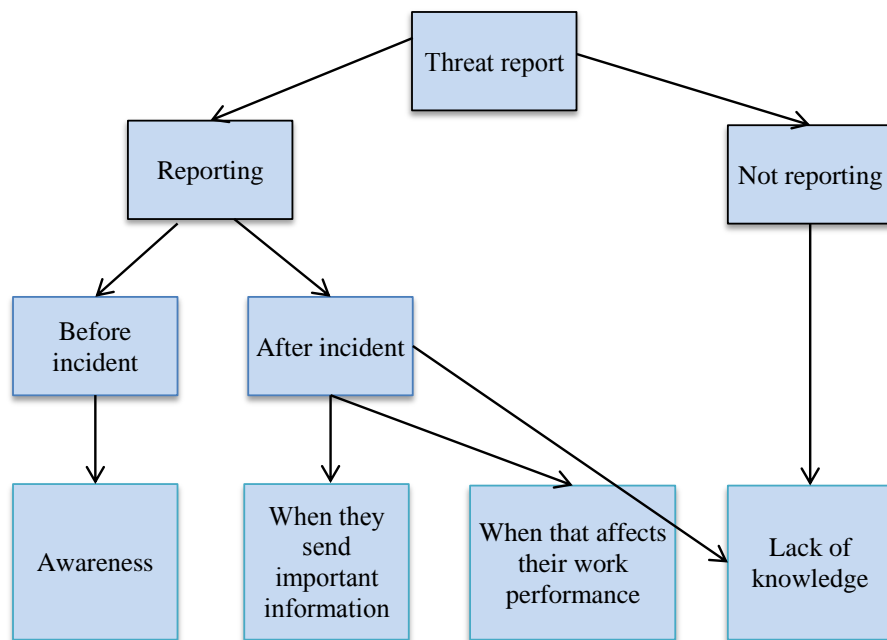 Threat report
Reporting
Not reporting
Before
incident
After incident
Awareness
When they
send
important
information
When that affects
their work
performance
Lack of
knowledge